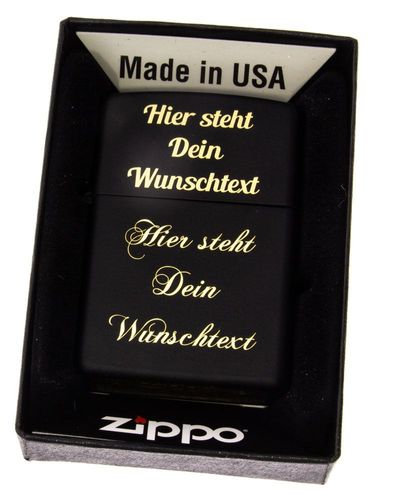 Made in USA
Hier steht
Dein
Wunschtext
Hier steht
Dein
Wunschtext
zippo